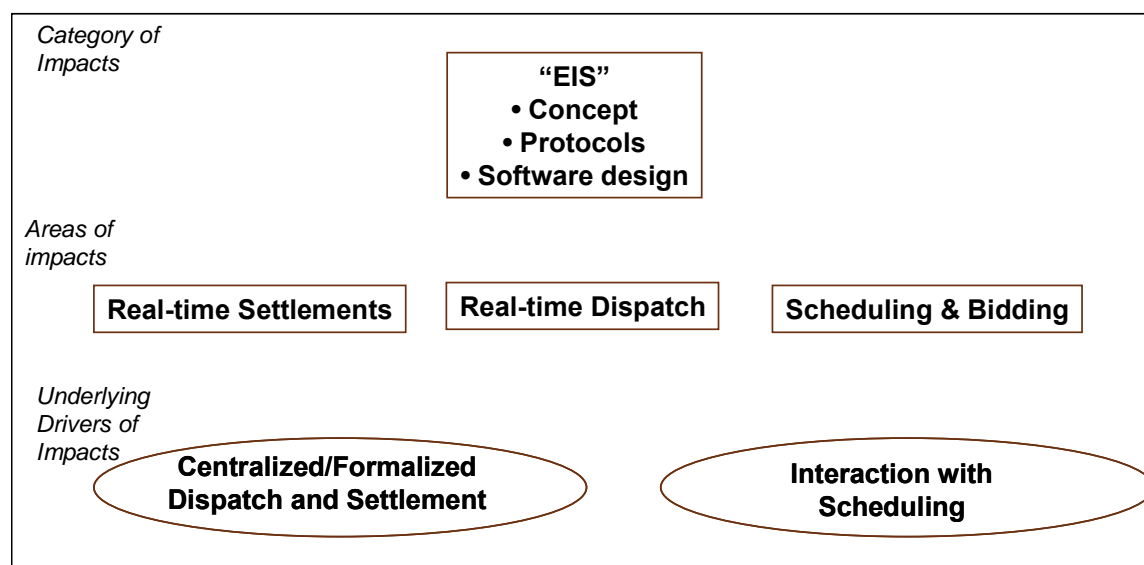 Category of
Impacts
“EIS”
• Concept
• Protocols
• Software design
Areas of
impacts
Real-time Settlements
Real-time Dispatch
Scheduling & Bidding
Underlying
Drivers of
Impacts
Centralized/Formalized
Dispatch and Settlement
Interaction with
Scheduling